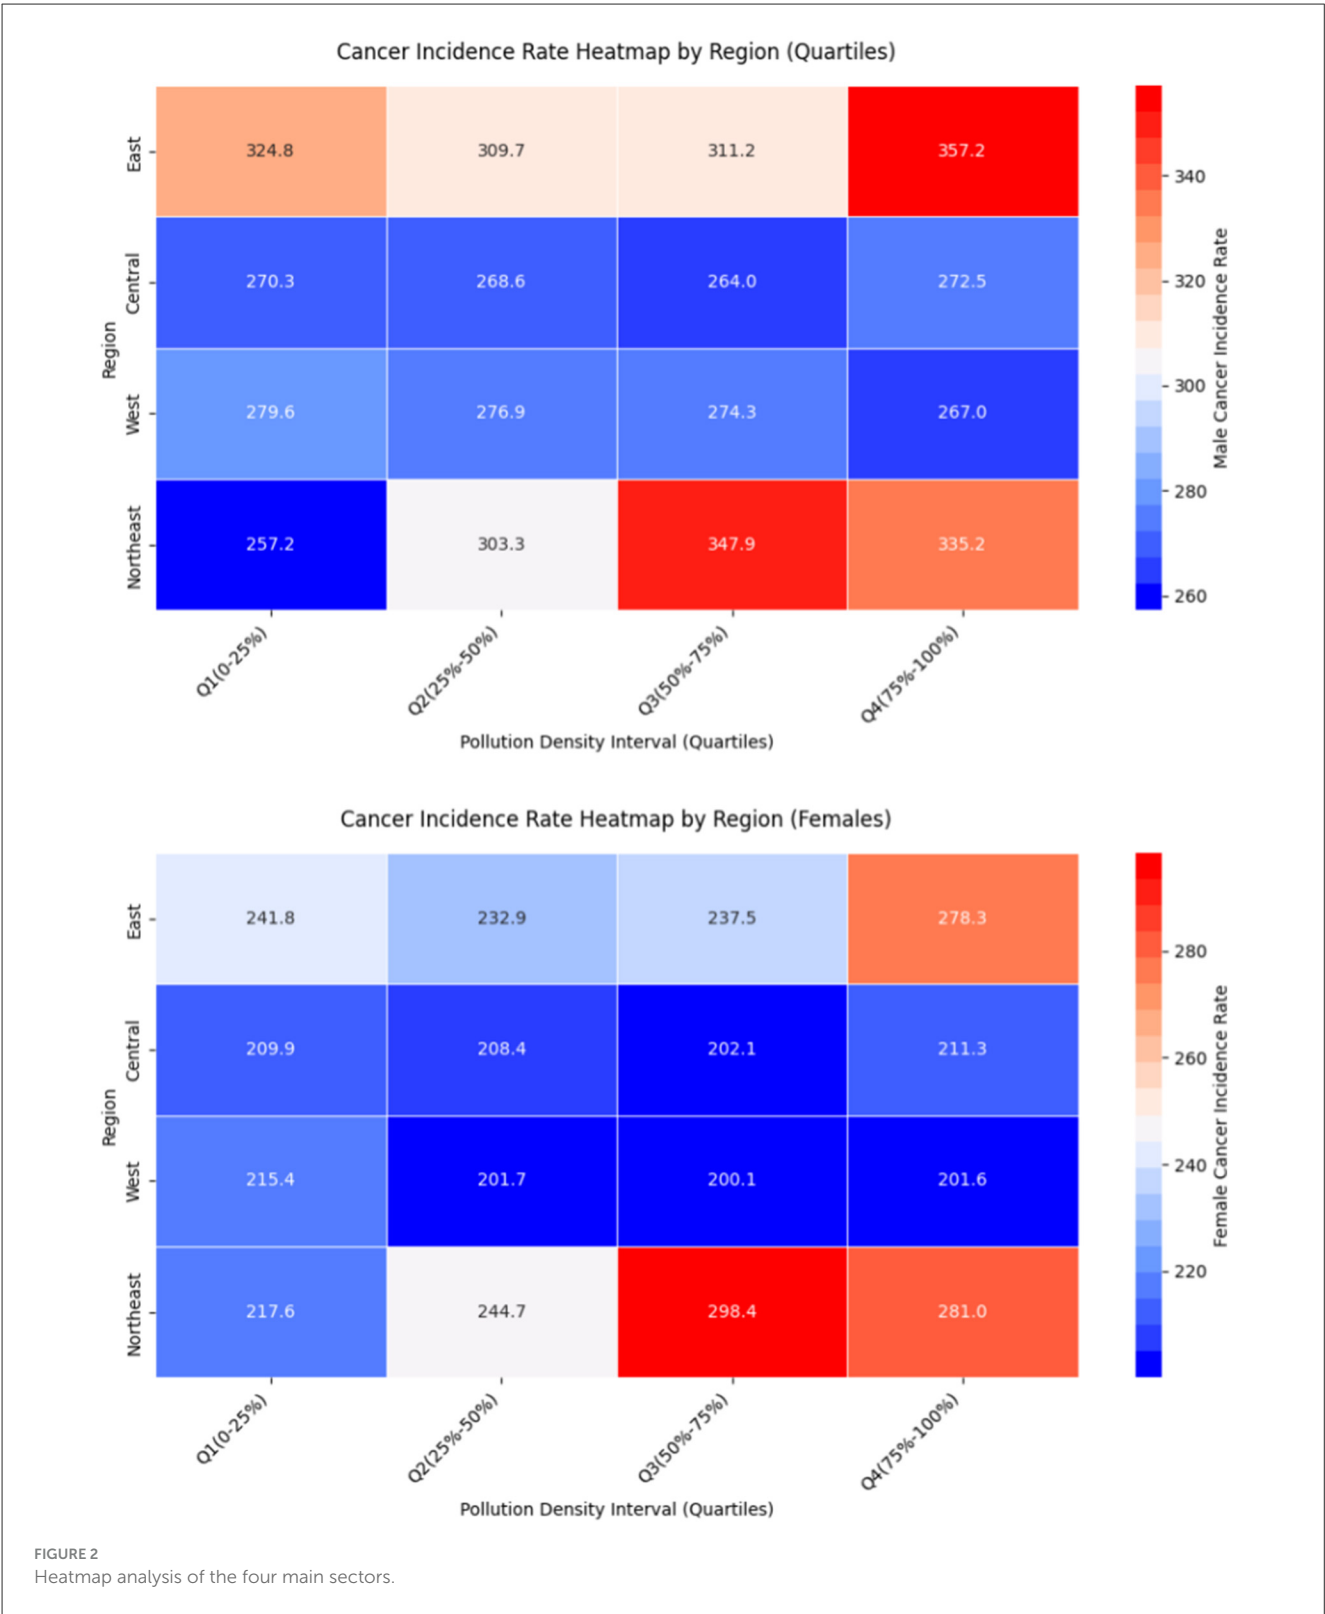 Cancer Incidence Rate Heatmap by Region (Quartiles)
East
324.8 309.7 311.2 357.2
Central
270.3 268.6 264.0 272.5
West
279.6 276.9 274.3 267.0
Northeast
257.2 303.3 347.9 335.2
Region
Q1(0-25%) Q2(25%-50%) Q3(50%-75%) Q4(75%-100%)
Pollution Density Interval (Quartiles)
340
320
300
280
260
Male Cancer Incidence Rate
Cancer Incidence Rate Heatmap by Region (Females)
East
241.8 232.9 237.5 278.3
Central
209.9 208.4 202.1 211.3
West
215.4 201.7 200.1 201.6
Northeast
217.6 244.7 298.4 281.0
Region
Q1(0-25%) Q2(25%-50%) Q3(50%-75%) Q4(75%-100%)
Pollution Density Interval (Quartiles)
280
260
240
220
Female Cancer Incidence Rate
FIGURE 2
Heatmap analysis of the four main sectors.